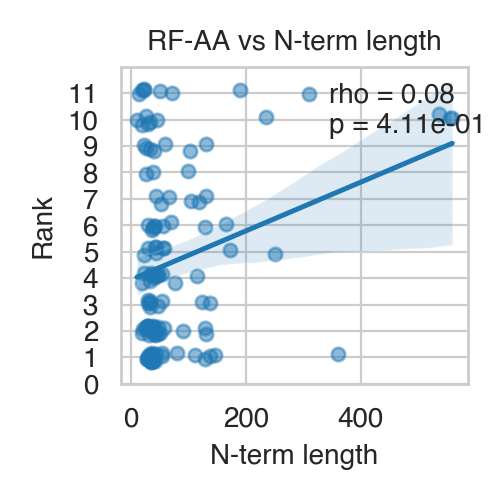 RF-AA vs N-term length
rho = 0.08
p = 4.11e-01
Rank
11
10
9
8
7
6
5
4
3
2
1
0
0 200 400
N-term length